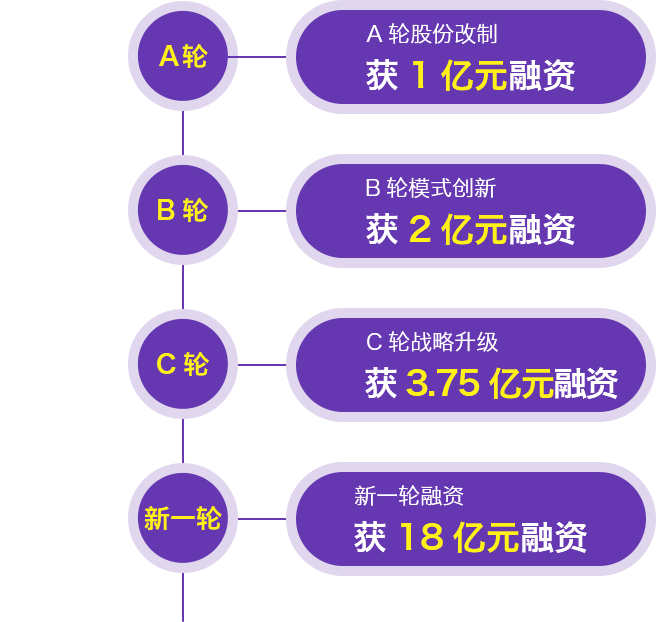 A轮
A 轮股份改制
获 1 亿元融资
B 轮
B 轮模式创新
获 2 亿元融资
C 轮
C 轮战略升级
获 3.75 亿元融资
新一轮
新一轮融资
获 18 亿元融资